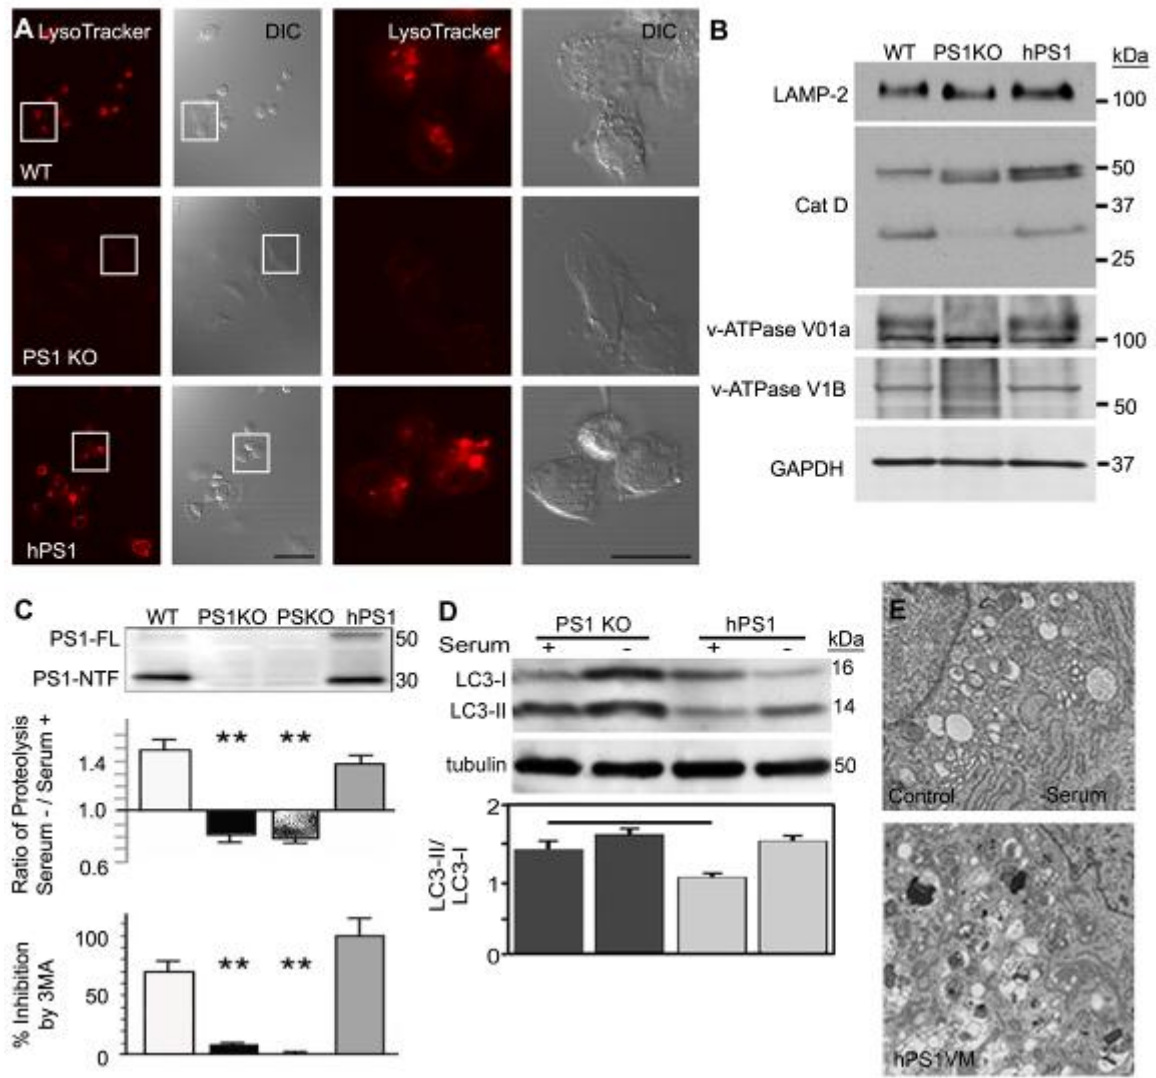 A LysoTracker DIC LysoTracker DIC
WT
PS1 KO
hPS1
B
WT PS1KO hPS1 kDa
LAMP-2 100
Cat D 50
37
25
v-ATPase V01a 100
v-ATPase V1B 50
GAPDH 37
C
WT PS1KO PSKO hPS1
PS1-FL 50
PS1-NTF 30
Ratio of Proteolysis
Sereum - / Serum +
1.4
1.0
0.6
** **
% Inhibition
by 3MA
100
50
0
** **
D
PS1 KO hPS1 kDa
Serum + - + -
LC3-I 16
LC3-II 14
tubulin 50
LC3-II/
LC3-I
2
1
0
E
Control -Serum
hPS1VM